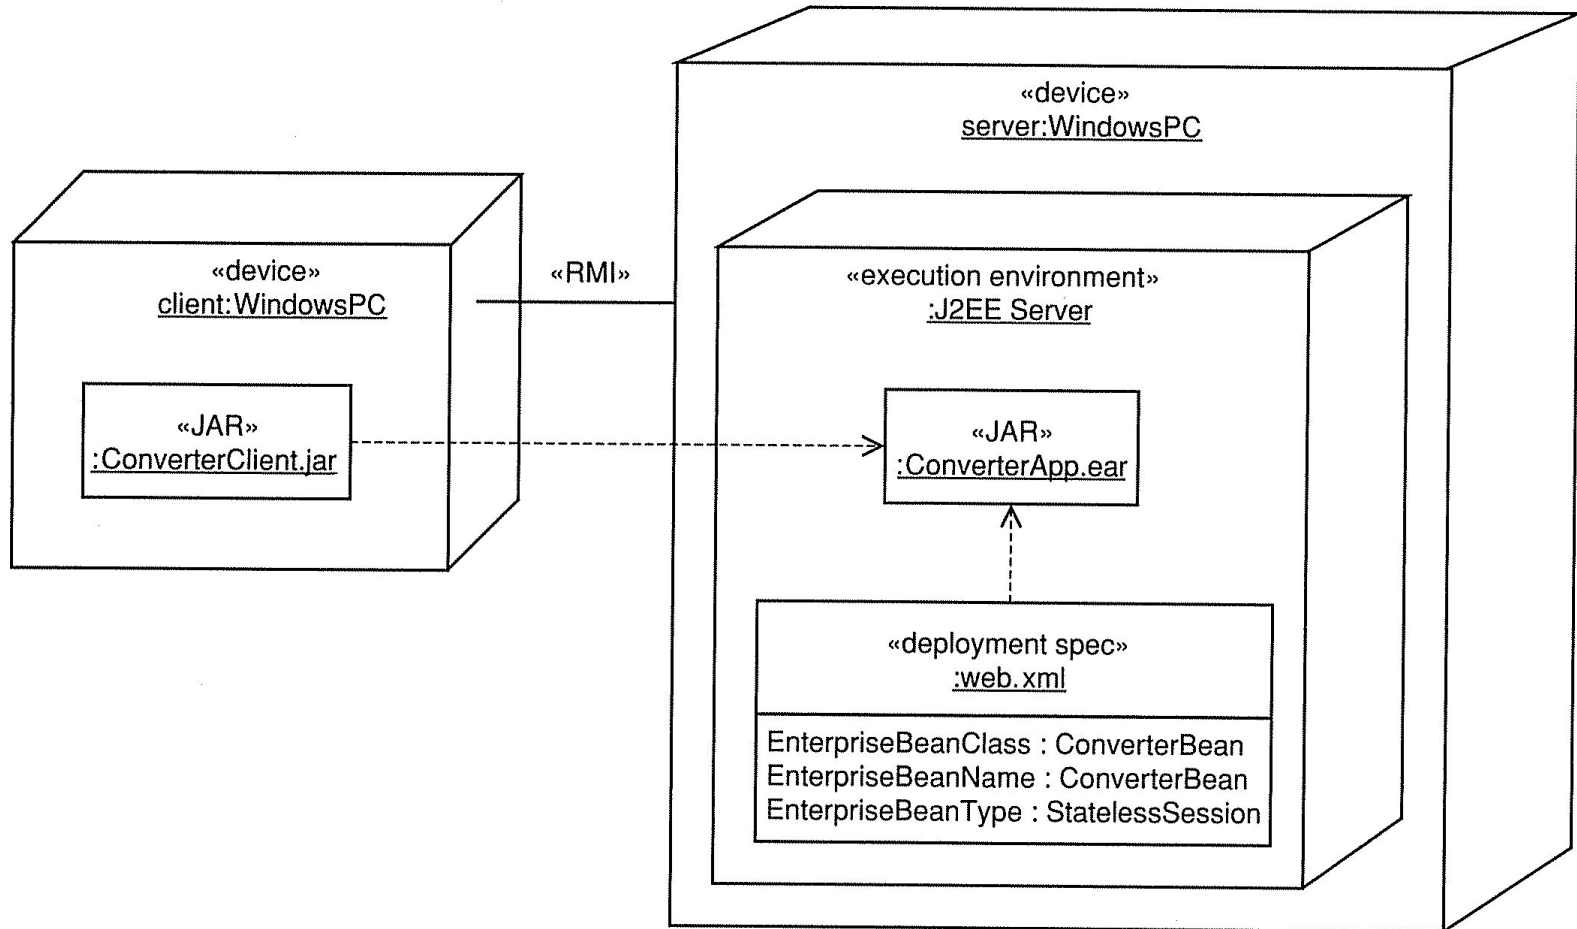 «device»
server:WindowsPC
«device»
client:WindowsPC
«RMI»
«execution environment»
:J2EE Server
«JAR»
:ConverterClient.jar
«JAR»
:ConverterApp.ear
«deployment spec»
:web.xml
EnterpriseBeanClass : ConverterBean
EnterpriseBeanName : ConverterBean
EnterpriseBeanType : StatelessSession